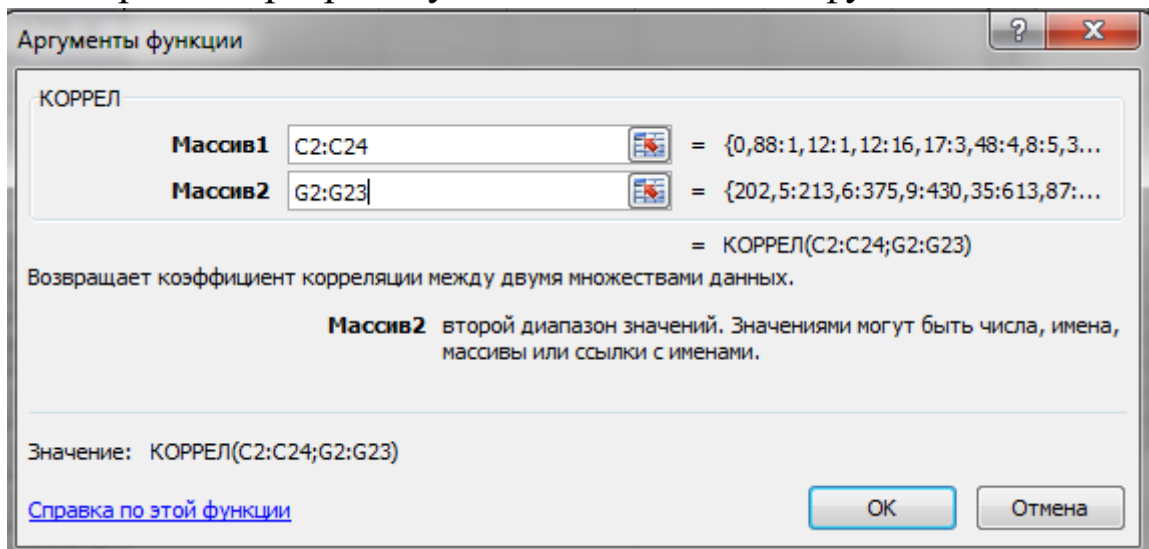 Аргументы функции
?
X
КОРРЕЛ
Массив1 C2:C24 = {0,88:1,12:1,12:16,17:3,48:4,8:5,3...
Массив2 G2:G23 = {202,5:213,6:375,9:430,35:613,87:...
= КОРРЕЛ(C2:C24;G2:G23)
Возвращает коэффициент корреляции между двумя множествами данных.
Массив2 второй диапазон значений. Значениями могут быть числа, имена,
массивы или ссылки с именами.
Значение: КОРРЕЛ(C2:C24;G2:G23)
Справка по этой функции
ОК
Отмена